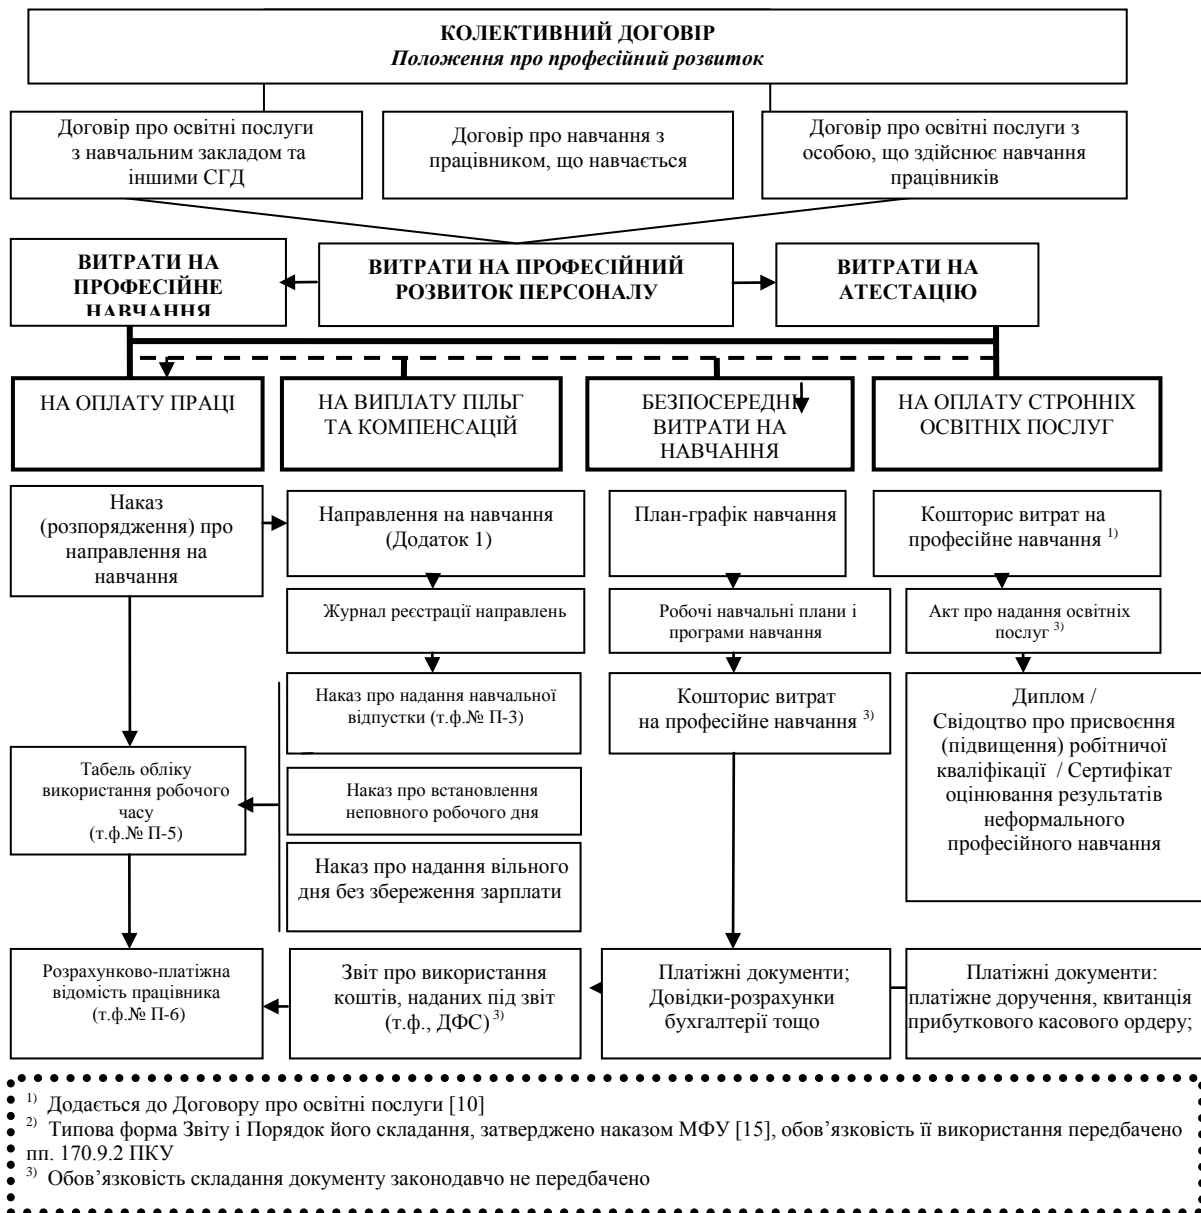 КОЛЕКТИВНИЙ ДОГОВІР
Положення про професійний розвиток
Договір про освітні послуги
з навчальним закладом та
іншими СГД
Договір про навчання з
працівником, що навчається
Договір про освітні послуги з
особою, що здійснює навчання
працівників
ВИТРАТИ НА
ПРОФЕСІЙНЕ
НАВЧАННЯ
ВИТРАТИ НА ПРОФЕСІЙНИЙ
РОЗВИТОК ПЕРСОНАЛУ
ВИТРАТИ НА
АТЕСТАЦІЮ
НА ОПЛАТУ ПРАЦІ
НА ВИПЛАТУ ПІЛЬГ
ТА КОМПЕНСАЦІЙ
БЕЗПОСЕРЕДНІ
ВИТРАТИ НА
НАВЧАННЯ
НА ОПЛАТУ СТРОННІХ
ОСВІТНІХ ПОСЛУГ
Наказ
(розпорядження) про
направлення на
навчання
Направлення на навчання
(Додаток 1)
План-графік навчання
Кошторис витрат на
професійне навчання 1)
Журнал реєстрації направлень
Робочі навчальні плани і
програми навчання
Акт про надання освітніх
послуг 3)
Наказ про надання навчальної
відпустки (т.ф.№ П-3)
Кошторис витрат
на професійне навчання 3)
Диплом /
Свідоцтво про присвоєння
(підвищення) робітничої
кваліфікації / Сертифікат
оцінювання результатів
неформального
професійного навчання
Табель обліку
використання робочого
часу
(т.ф.№ П-5)
Наказ про встановлення
неповного робочого дня
Наказ про надання вільного
дня без збереження зарплати
Розрахунково-платіжна
відомість працівника
(т.ф.№ П-6)
Звіт про використання
коштів, наданих під звіт
(т.ф., ДФС) 3)
Платіжні документи;
Довідки-розрахунки
бухгалтерії тощо
Платіжні документи:
платіжне доручення, квитанція
прибуткового касового ордеру;
1) Додається до Договору про освітні послуги [10]
2) Типова форма Звіту і Порядок його складання, затверджено наказом МФУ [15], обов’язковість її використання передбачено
пп. 170.9.2 ПКУ
3) Обов’язковість складання документу законодавчо не передбачено